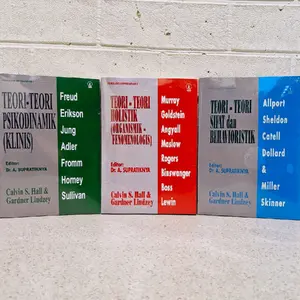 TEORI-TEORI
PSIKODINAMIK
(KLINIS)
Editor:
Dr. A. SUPRATIKNYA
Calvin S. Hall &
Gardner Lindzey
Freud
Erikson
Jung
Adler
Fromm
Horney
Sullivan
TEORI - TEORI
HOLISTIK
(ORGANISMIK -
FENOMENOLOGIS)
Editor:
Dr. A. SUPRATIKNYA
Calvin S. Hall &
Gardner Lindzey
Murray
Goldstein
Angyall
Maslow
Rogers
Binswanger
Boss
Lewin
TEORI - TEORI
SIFAT dan
BEHAVIORISTIK
Editor:
Dr. A. SUPRATIKNYA
Calvin S. Hall &
Gardner Lindzey
Allport
Sheldon
Catell
Dollard
&
Miller
Skinner